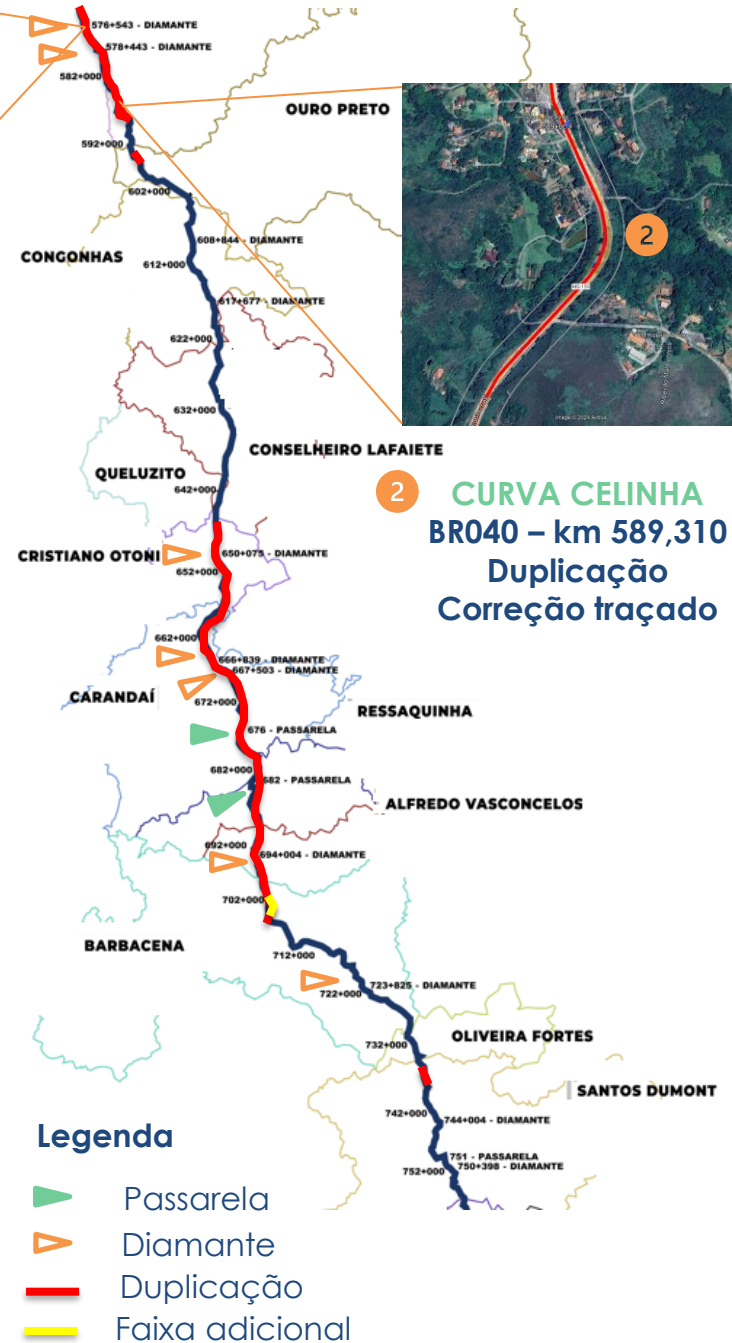 576+543 - DIAMANTE
578+443 - DIAMANTE
582+000
OURO PRETO
592+000
602+000
608+844 - DIAMANTE
CONGONHAS
612+000
617+677 - DIAMANTE
622+000
632+000
CONSELHEIRO LAFAIETE
QUELUZITO
642+000
CRISTIANO OTONI
650+075 - DIAMANTE
652+000
662+000
666+839 - DIAMANTE
667+503 - DIAMANTE
CARANDAÍ
672+000
RESSAQUINHA
676 - PASSARELA
682+000
682 - PASSARELA
ALFREDO VASCONCELOS
692+000
694+004 - DIAMANTE
702+000
BARBACENA
712+000
723+825 - DIAMANTE
722+000
OLIVEIRA FORTES
732+000
SANTOS DUMONT
742+000
744+004 - DIAMANTE
751 - PASSARELA
750+398 - DIAMANTE
752+000
2
Image © 2024 Airbus
2 CURVA CELINHA
BR040 – km 589,310
Duplicação
Correção traçado
Legenda
Passarela
Diamante
Duplicação
Faixa adicional